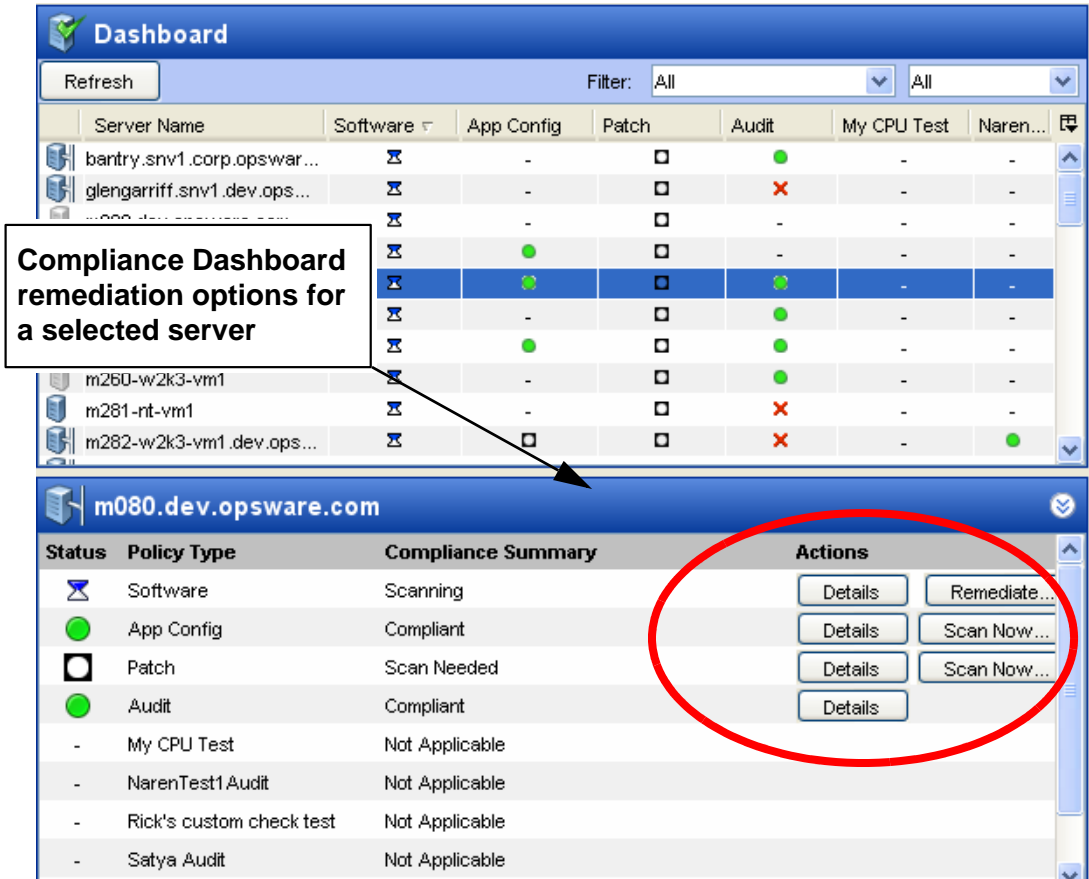 Dashboard
Refresh Filter: All All
Server Name Software App Config Patch Audit My CPU Test Naren...
bantry.snv1.corp.opswar... - - -
glengarriff.snv1.dev.ops... - - -
- - - -
Compliance Dashboard
remediation options for
a selected server
- - -
- -
- - -
- -
m260-w2k3-vm1 - - -
m281-nt-vm1 - - -
m282-w2k3-vm1.dev.ops... -
m080.dev.opsware.com
Status Policy Type Compliance Summary Actions
Software Scanning Details Remediate...
App Config Compliant Details Scan Now...
Patch Scan Needed Details Scan Now...
Audit Compliant Details
- My CPU Test Not Applicable
- NarenTest1Audit Not Applicable
- Rick's custom check test Not Applicable
- Satya Audit Not Applicable